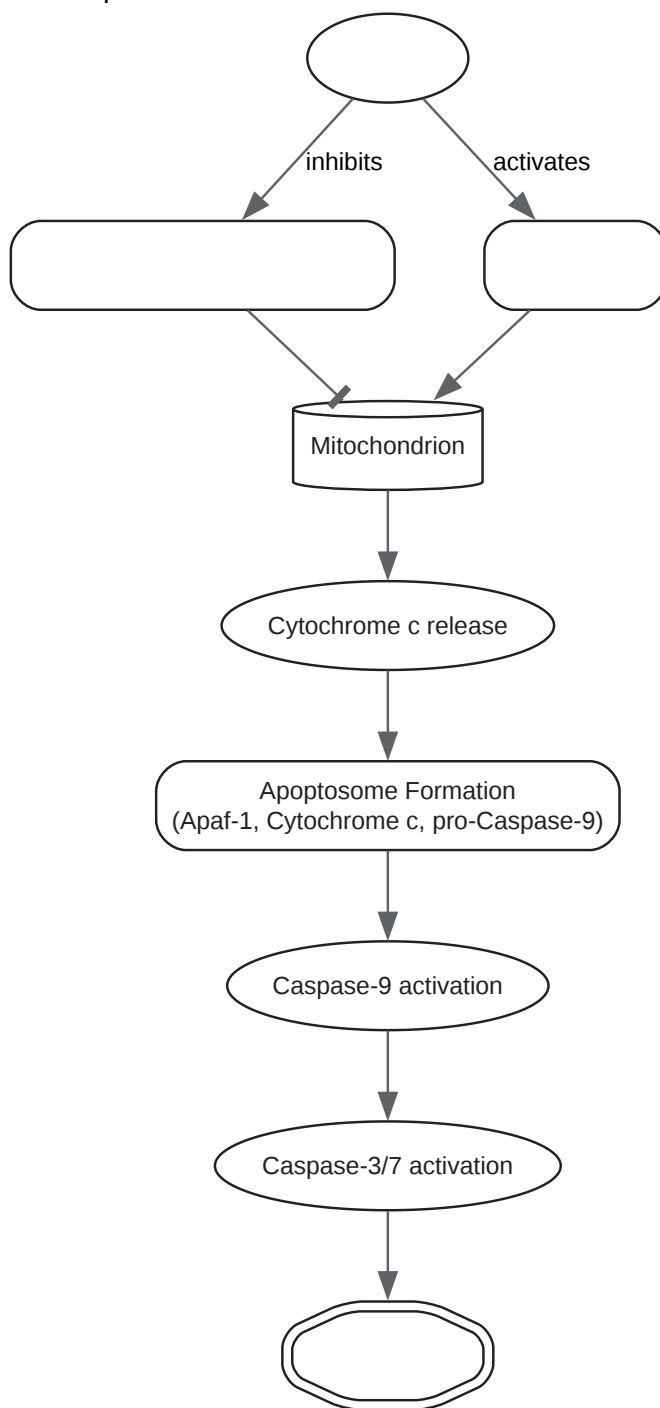 inhibits
activates
Mitochondrion
Cytochrome c release
Apoptosome Formation
(Apaf-1, Cytochrome c, pro-Caspase-9)
Caspase-9 activation
Caspase-3/7 activation